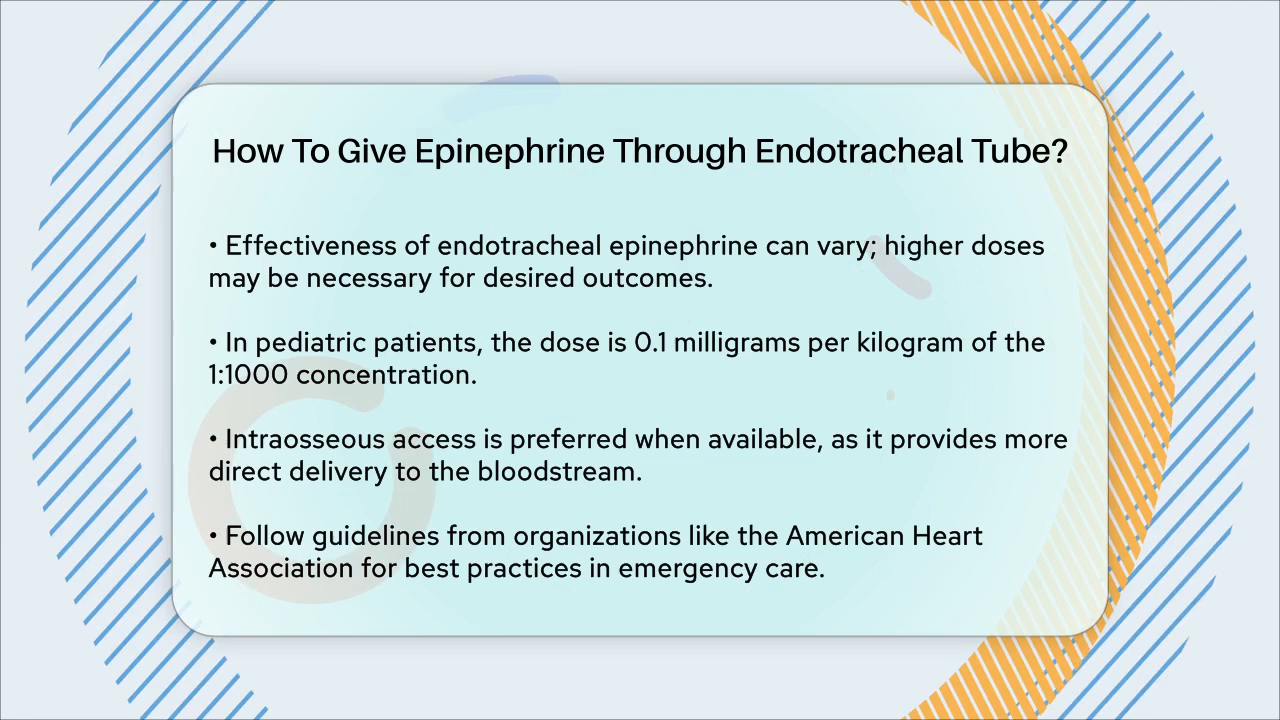 How To Give Epinephrine Through Endotracheal Tube?
• Effectiveness of endotracheal epinephrine can vary; higher doses
may be necessary for desired outcomes.
• In pediatric patients, the dose is 0.1 milligrams per kilogram of the
1:1000 concentration.
• Intraosseous access is preferred when available, as it provides more
direct delivery to the bloodstream.
• Follow guidelines from organizations like the American Heart
Association for best practices in emergency care.